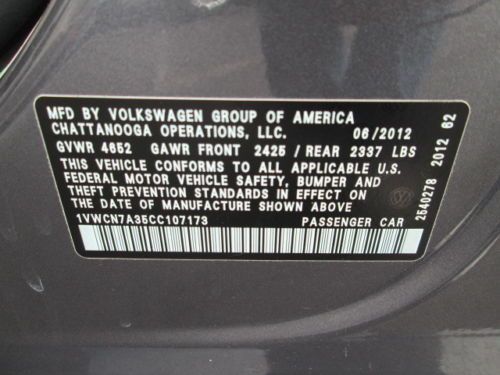 MFD BY VOLKSWAGEN GROUP OF AMERICA
CHATTANOOGA OPERATIONS, LLC. 06/2012
GVWR 4652 GAWR FRONT 2425 / REAR 2337 LBS
THIS VEHICLE CONFORMS TO ALL APPLICABLE U.S.
FEDERAL MOTOR VEHICLE SAFETY, BUMPER AND
THEFT PREVENTION STANDARDS IN EFFECT ON
THE DATE OF MANUFACTURE SHOWN ABOVE
1VWCN7A35CC107173 PASSENGER CAR
2540278 2012 62